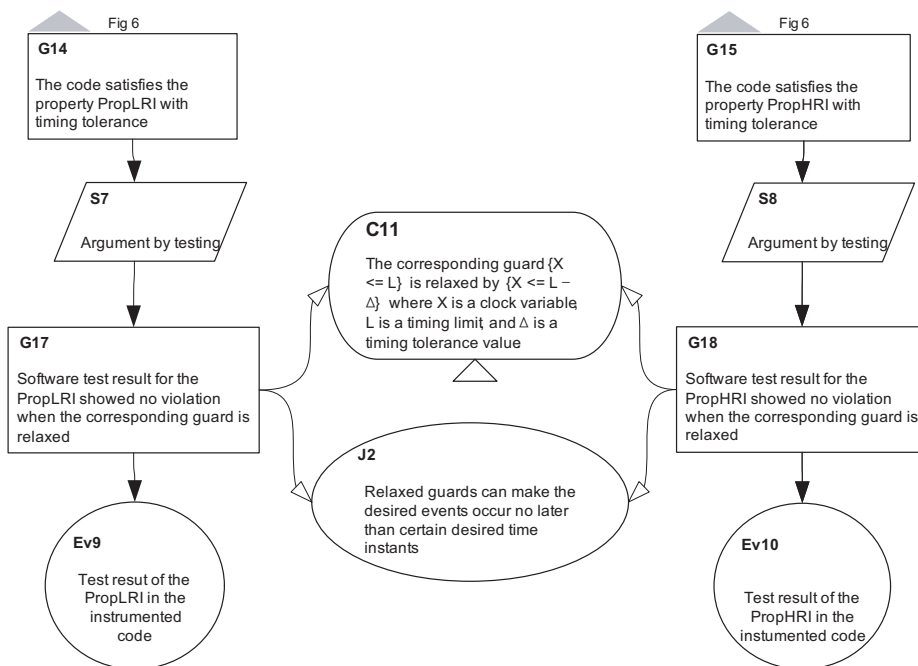 Fig 6
G14
The code satisfies the
property PropLRI with
timing tolerance
S7
Argument by testing
G17
Software test result for the
PropLRI showed no violation
when the corresponding guard is
relaxed
Ev9
Test resut of the
PropLRI in the
instrumented
code
C11
The corresponding guard {X
<= L} is relaxed by {X <= L –
Δ} where X is a clock variable,
L is a timing limit, and Δ is a
timing tolerance value
J2
Relaxed guards can make the
desired events occur no later
than certain desired time
instants
Fig 6
G15
The code satisfies the
property PropHRI with
timing tolerance
S8
Argument by testing
G18
Software test result for the
PropHRI showed no violation
when the corresponding guard is
relaxed
Ev10
Test result of the
PropHRI in the
instumented code